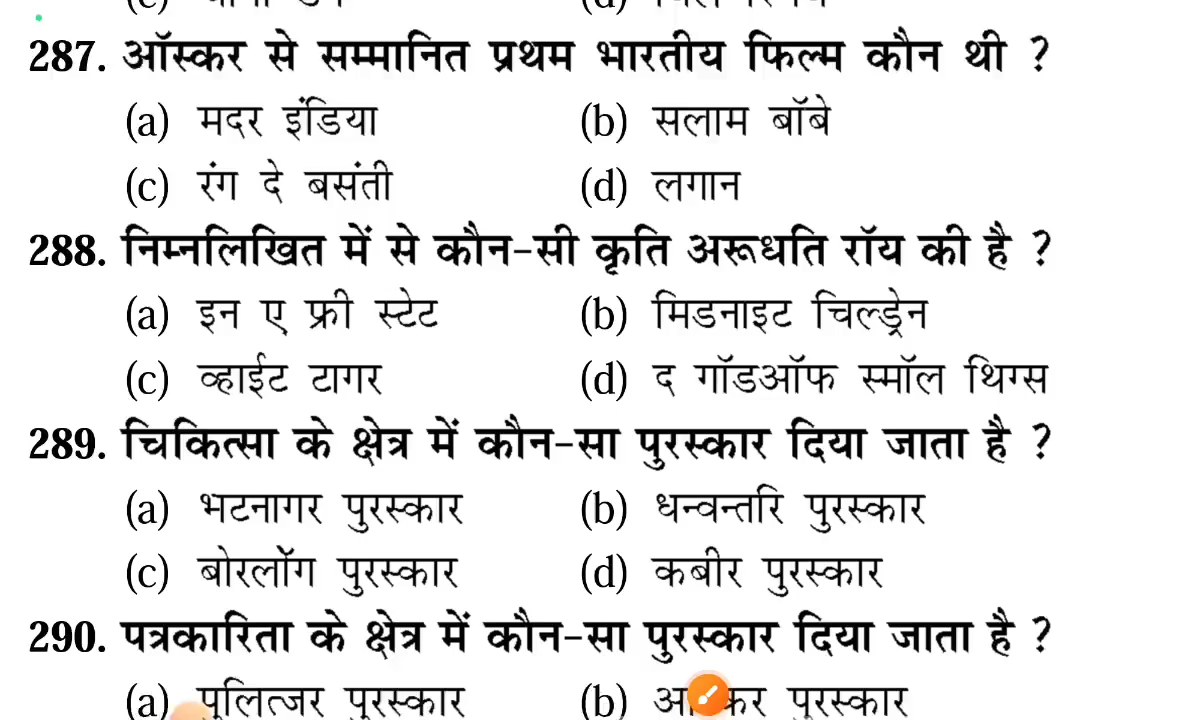 287. ऑस्कर से सम्मानित प्रथम भारतीय फिल्म कौन थी ?
(a) मदर इंडिया (b) सलाम बॉबे
(c) रंग दे बसंती (d) लगान
288. निम्नलिखित में से कौन-सी कृति अरूधति रॉय की है ?
(a) इन ए फ्री स्टेट (b) मिडनाइट चिल्ड्रेन
(c) व्हाईट टागर (d) द गॉडऑफ स्मॉल थिग्स
289. चिकित्सा के क्षेत्र में कौन-सा पुरस्कार दिया जाता है ?
(a) भटनागर पुरस्कार (b) धन्वन्तरि पुरस्कार
(c) बोरलॉग पुरस्कार (d) कबीर पुरस्कार
290. पत्रकारिता के क्षेत्र में कौन-सा पुरस्कार दिया जाता है ?
(a) पुलित्जर पुरस्कार (b) पुरस्कार